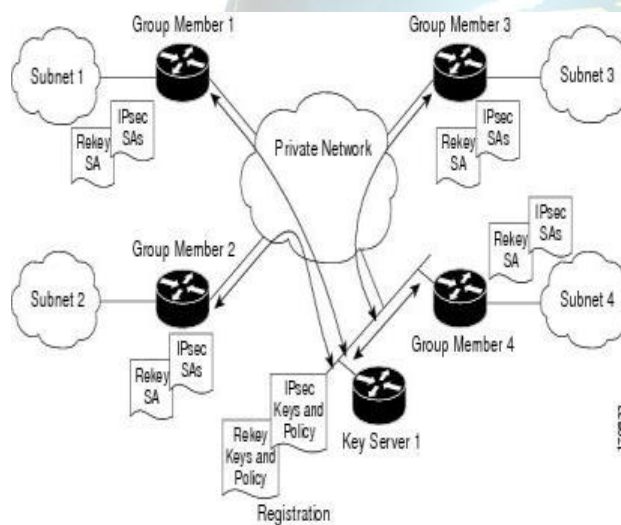 Group Member 1
Group Member 3
Subnet 1
Subnet 3
IPsec
SAs
Rekey
SA
Private Network
IPsec
SAs
Rekey
SA
Group Member 2
IPsec
SAs
Rekey
SA
Subnet 2
Subnet 4
Group Member 4
IPsec
SAs
Rekey
SA
IPsec
Keys and
Policy
Key Server 1
Rekey
Keys and
Policy
Registration